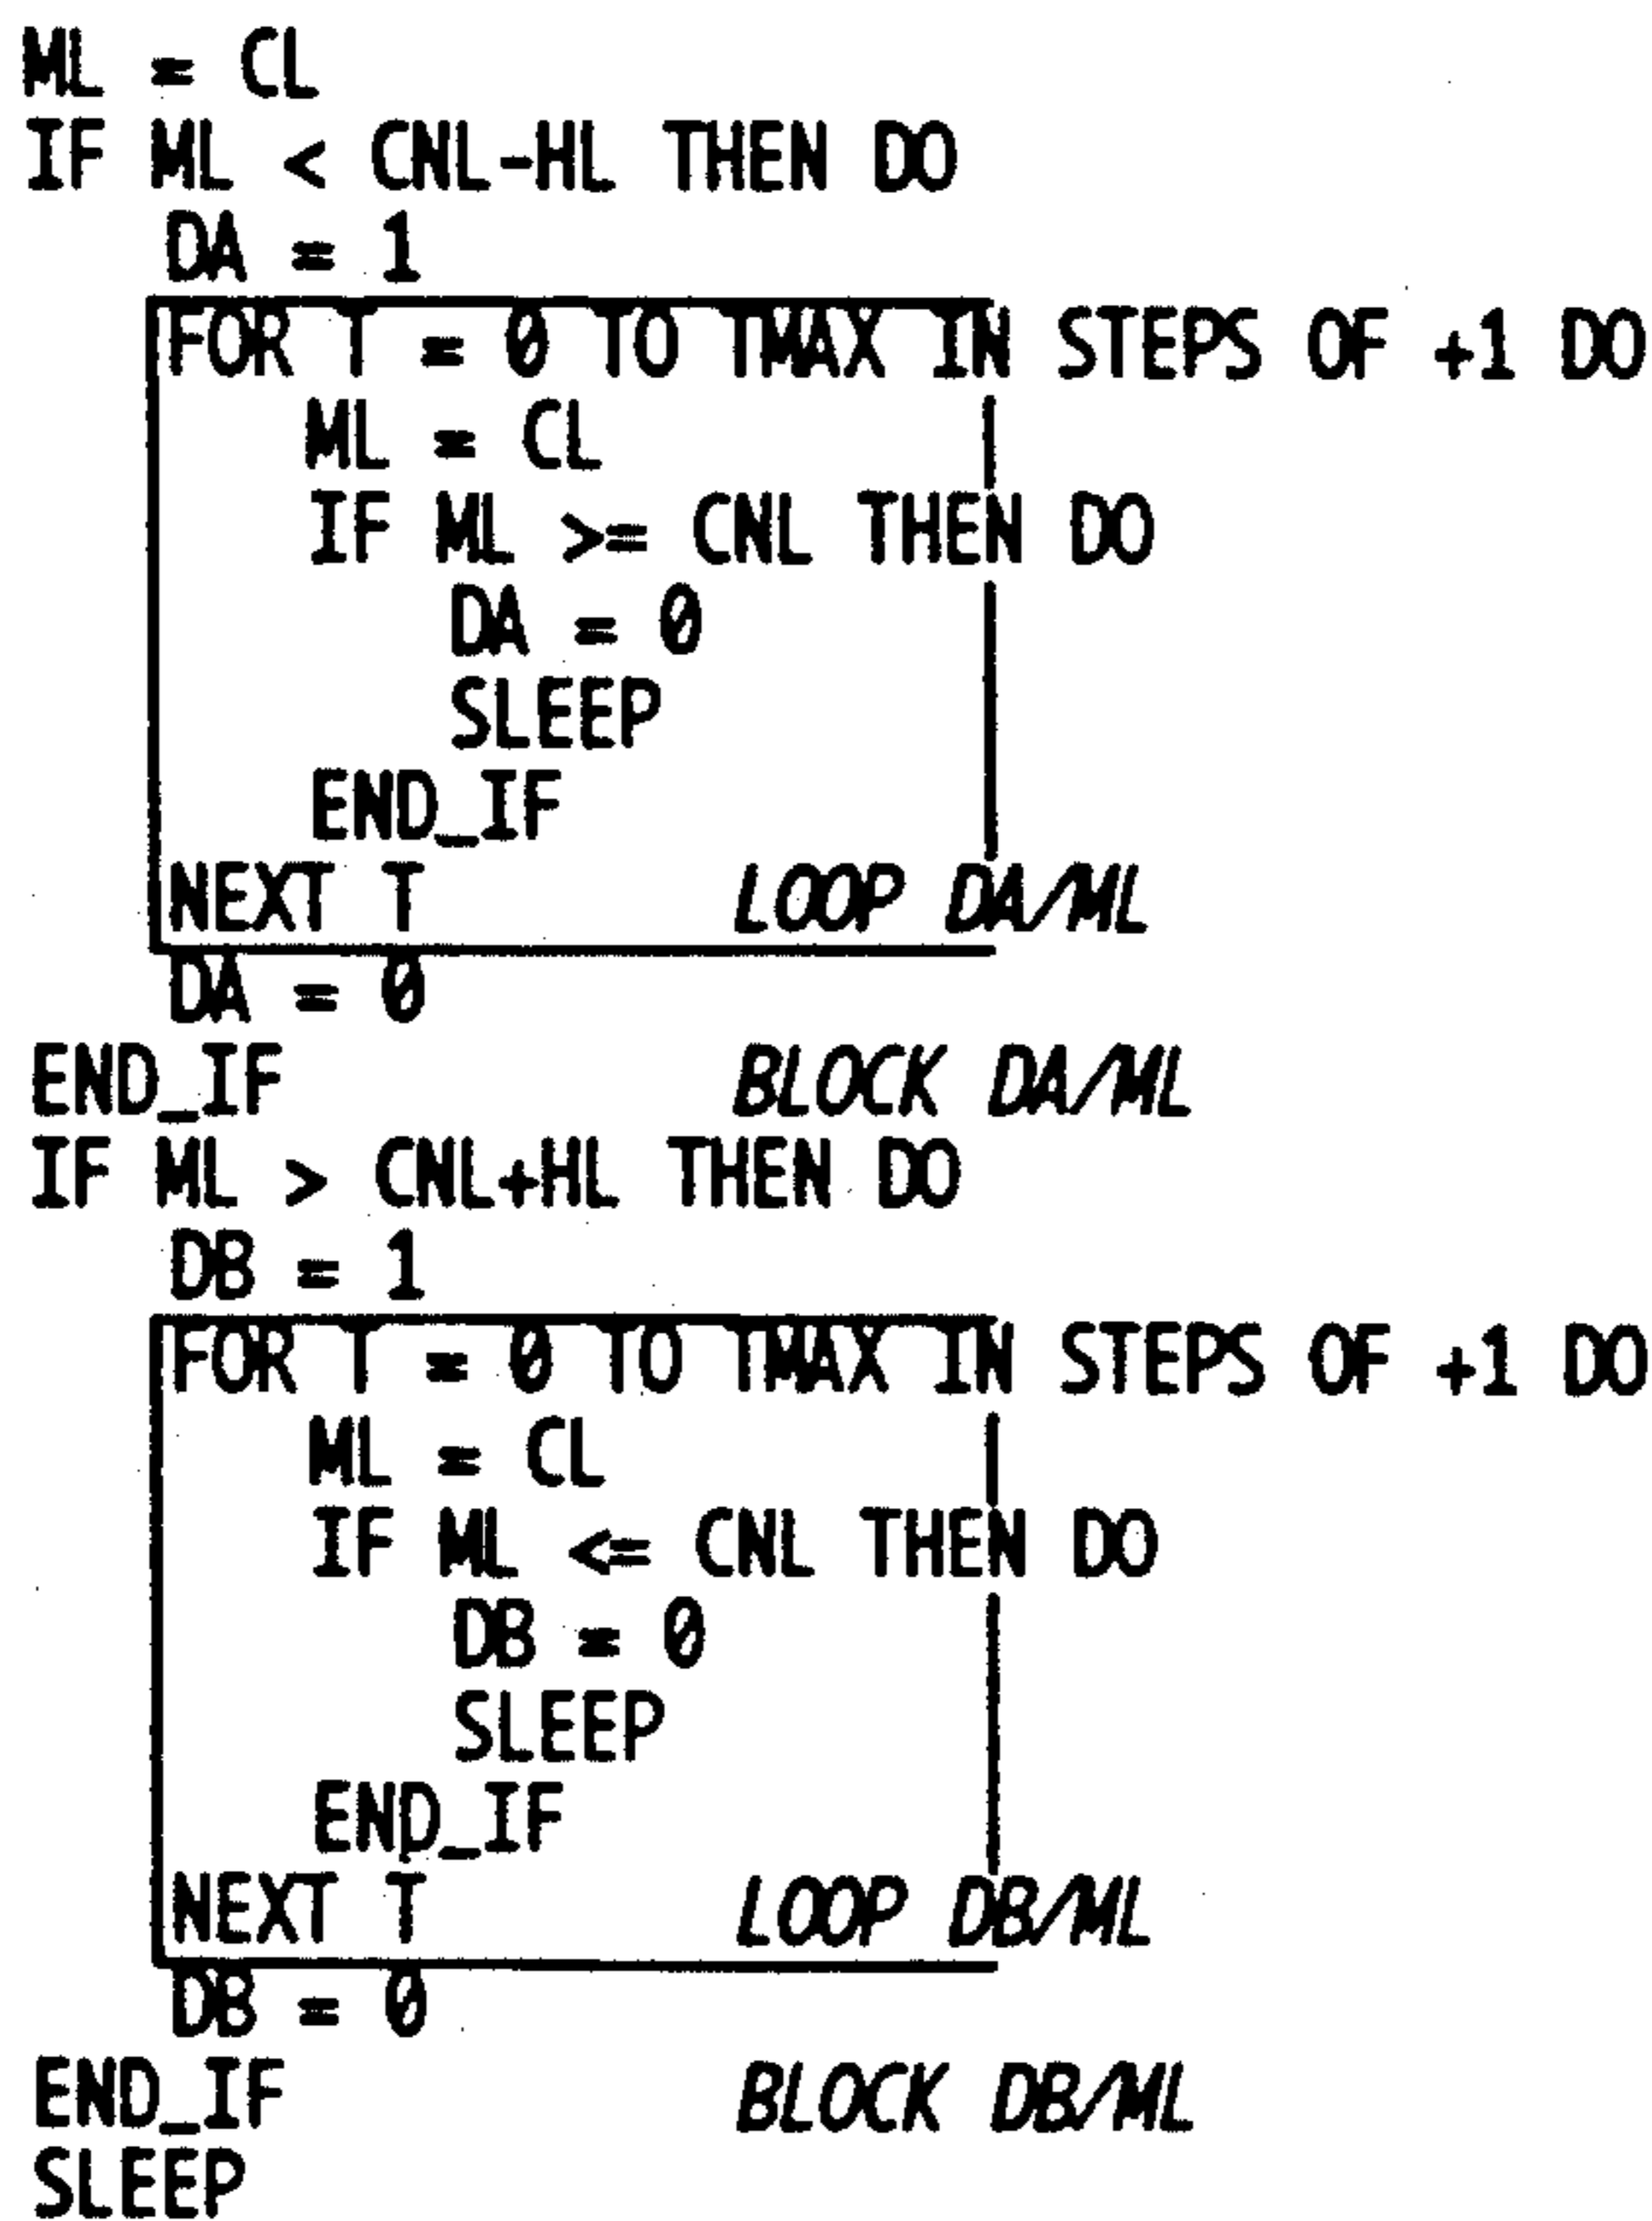 ML = CL
IF ML < CNL-HL THEN DO
DA = 1
FOR T = 0 TO TMAX IN STEPS OF +1 DO
ML = CL
IF ML >= CNL THEN DO
DA = 0
SLEEP
END_IF
NEXT T LOOP DA/ML
DA = 0
END_IF BLOCK DA/ML
IF ML > CNL+HL THEN DO
DB = 1
FOR T = 0 TO TMAX IN STEPS OF +1 DO
ML = CL
IF ML <= CNL THEN DO
DB = 0
SLEEP
END_IF
NEXT T LOOP DB/ML
DB = 0
END_IF BLOCK DB/ML
SLEEP